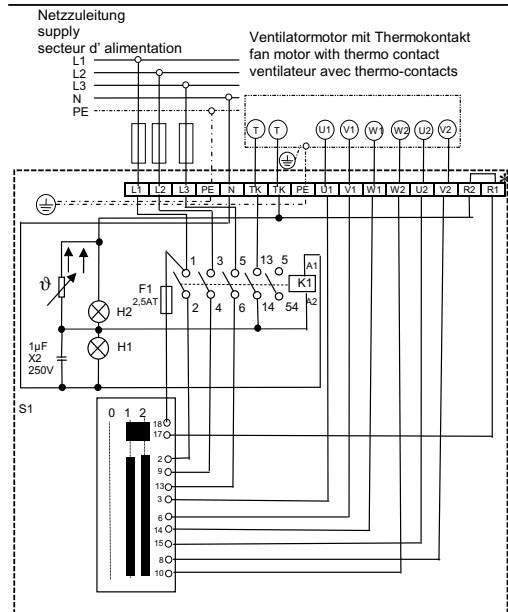 Netzzuleitung
supply
secteur d' alimentation
Ventilatormotor mit Thermokontakt
fan motor with thermo contact
ventilateur avec thermo-contacts
L1
L2
L3
N
PE
T T U1 V1 W1 W2 U2 V2
L1 L2 L3 PE N TK TK PE U1 V1 W1 W2 U2 V2 R2 R1
ϑ
H2
H1
1µF
X2
250V
F1
2,5AT
1 3 5 13 5
2 4 6 14 54
A1
K1
A2
S1
0 1 2
18
17
2
9
13
3
6
14
15
8
10